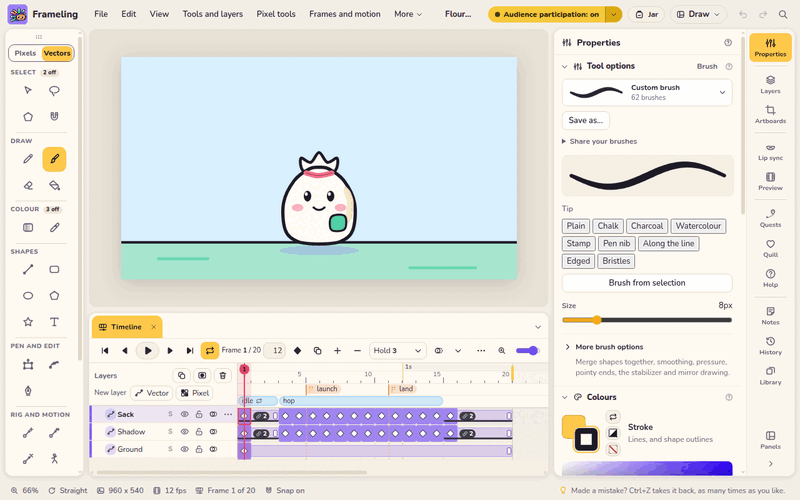 Frameling File Edit View Tools and layers Pixel tools Frames and motion More Flour... Audience participation: on Jar Draw
Pixels Vectors
SELECT 2 off
DRAW
COLOUR 3 off
SHAPES
PEN AND EDIT
RIG AND MOTION
Timeline
Frame 1 / 20 12 Hold 3
Layers
New layer Vector Pixel
1 1s 5 10 15 20
launch land
idle hop
Sack S 2 2
Shadow S 2 2
Ground S
Properties
Tool options Brush
Custom brush
62 brushes
Save as...
Share your brushes
Tip
Plain Chalk Charcoal Watercolour
Stamp Pen nib Along the line
Edged Bristles
Brush from selection
Size 8px
More brush options
Merge shapes together, smoothing, pressure,
pointy ends, the stabilizer and mirror drawing.
Colours
Stroke
Lines, and shape outlines
Properties
Layers
Artboards
Lip sync
Preview
Quests
Quill
Help
Notes
History
Library
Panels
66% Straight 960 x 540 12 fps Frame 1 of 20 Snap on Made a mistake? Ctrl+Z takes it back, as many times as you like.